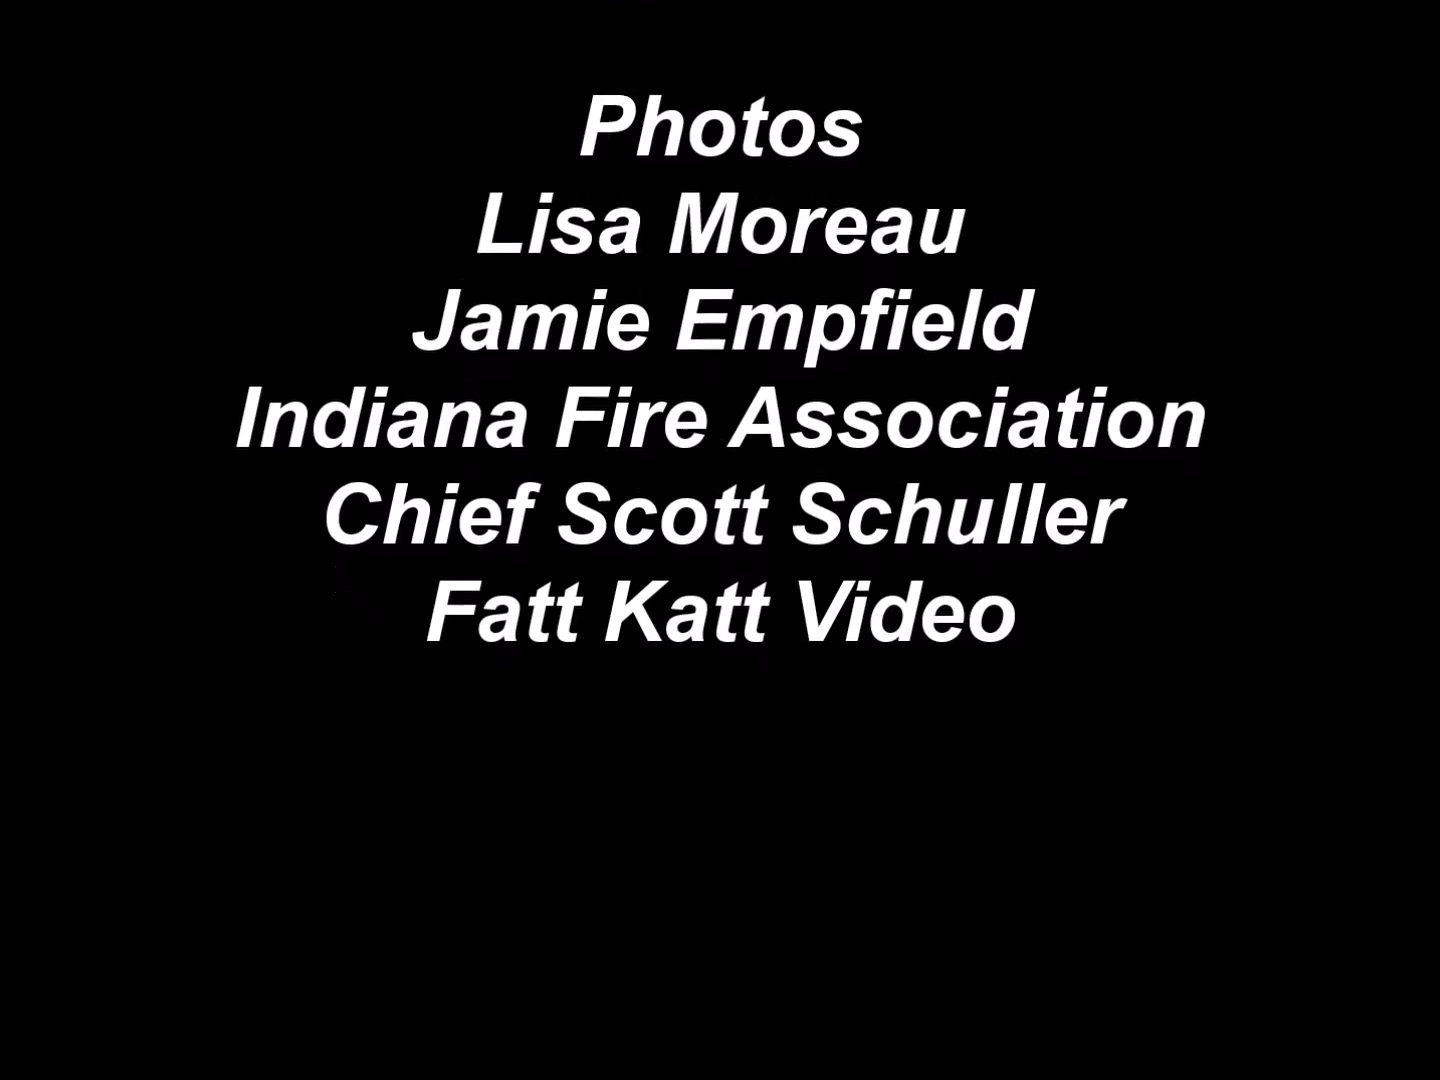 Photos
Lisa Moreau
Jamie Empfield
Indiana Fire Association
Chief Scott Schuller
Fatt Katt Video